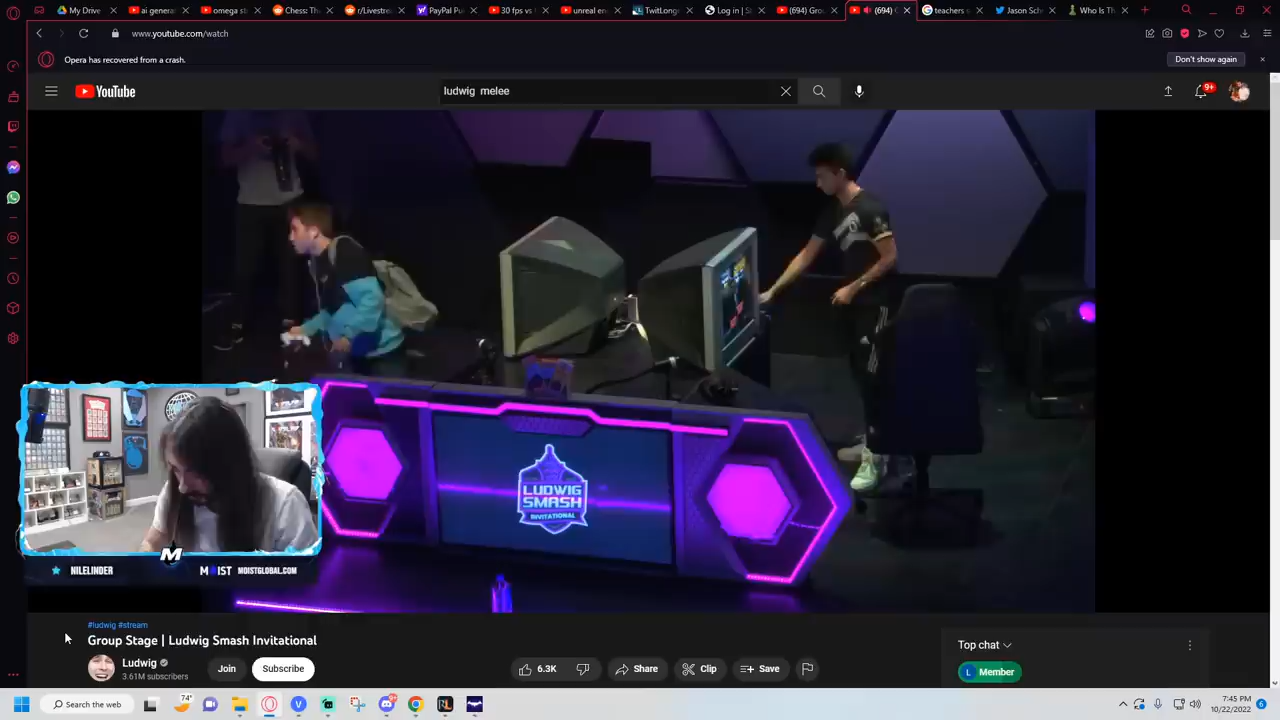 My Drive
ai genera
omega st
Chess: Th
r/Livestrea
PayPal Pu
30 fps vs
unreal en
TwitLong
Log in | St
(694) Gro
(694) (
teachers u
Jason Sch
Who Is Th
www.youtube.com/watch
Opera has recovered from a crash.
Don't show again
YouTube
ludwig melee
9+
LUDWIG
SMASH
INVITATIONAL
M
NILELINDER
MOIST
MOISTGLOBAL.COM
#ludwig #stream
Group Stage | Ludwig Smash Invitational
Ludwig
3.61M subscribers
Join
Subscribe
6.3K
Share
Clip
Save
Top chat
L
Member
Search the web
74°
7:45 PM
10/22/2022
6